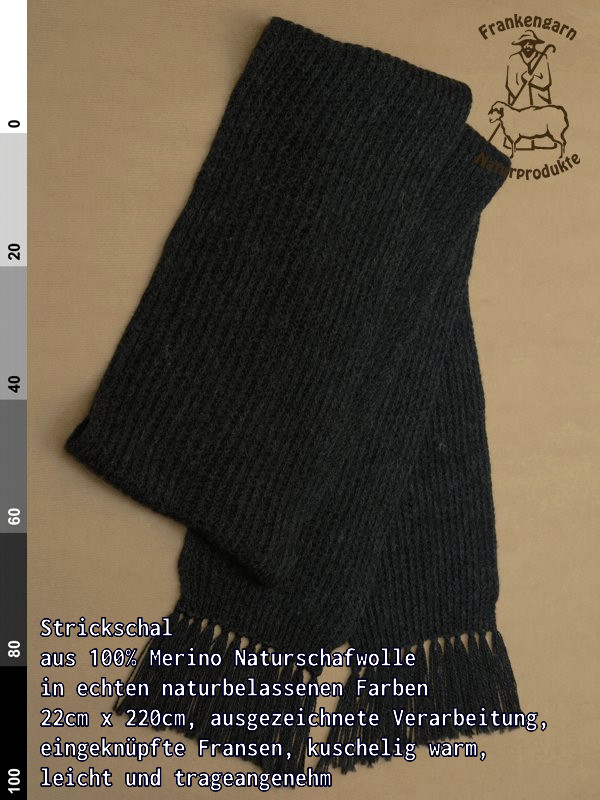 Frankengarn
Naturprodukte
0
20
40
60
80
100
Strickschal
aus 100% Merino Naturschafwolle
in echten naturbelassenen Farben
22cm x 220cm, ausgezeichnete Verarbeitung,
eingeknüpfte Fransen, kuschelig warm,
leicht und trageangenehm